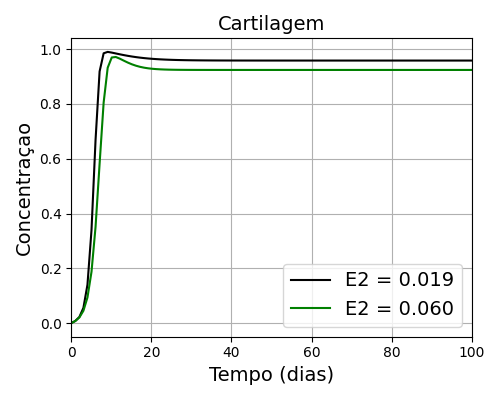 Cartilagem
Concentraçao
1.0
0.8
0.6
0.4
0.2
0.0
E2 = 0.019
E2 = 0.060
0 20 40 60 80 100
Tempo (dias)